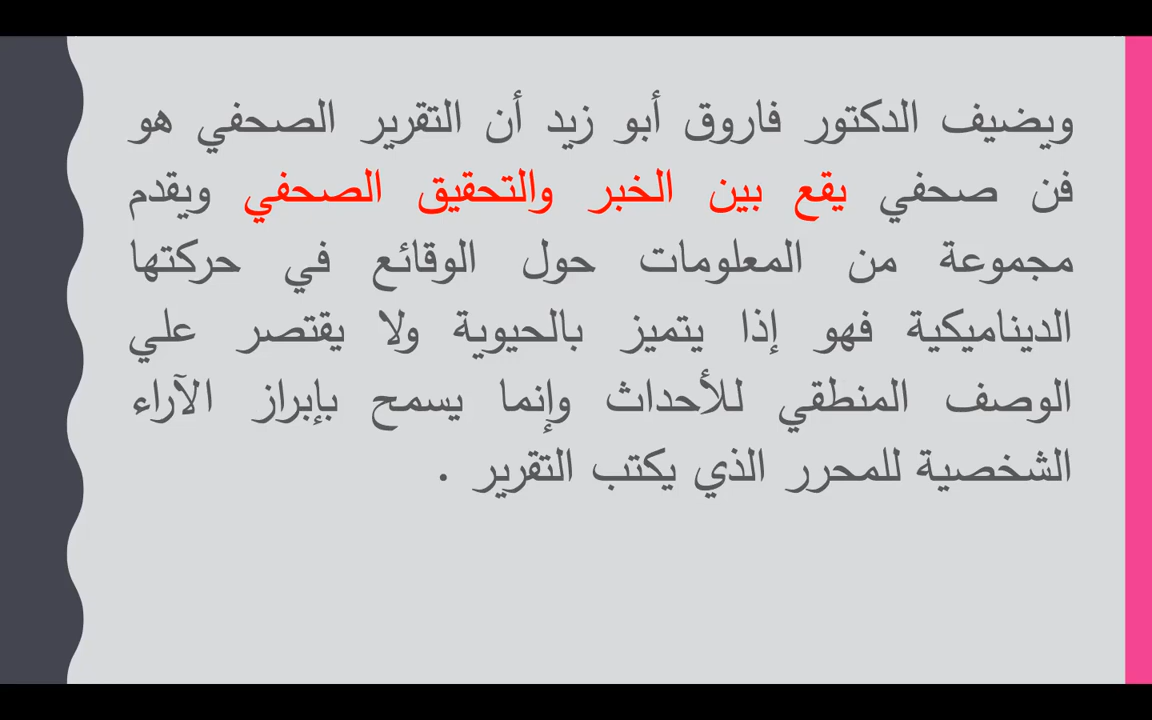 ويضيف الدكتور فاروق أبو زيد أن التقرير الصحفي هو
فن صحفي يقع بين الخبر والتحقيق الصحفي ويقدم
مجموعة من المعلومات حول الوقائع في حركتها
الديناميكية فهو إذا يتميز بالحيوية ولا يقتصر علي
الوصف المنطقي للأحداث وإنما يسمح بإبراز الآراء
الشخصية للمحرر الذي يكتب التقرير .